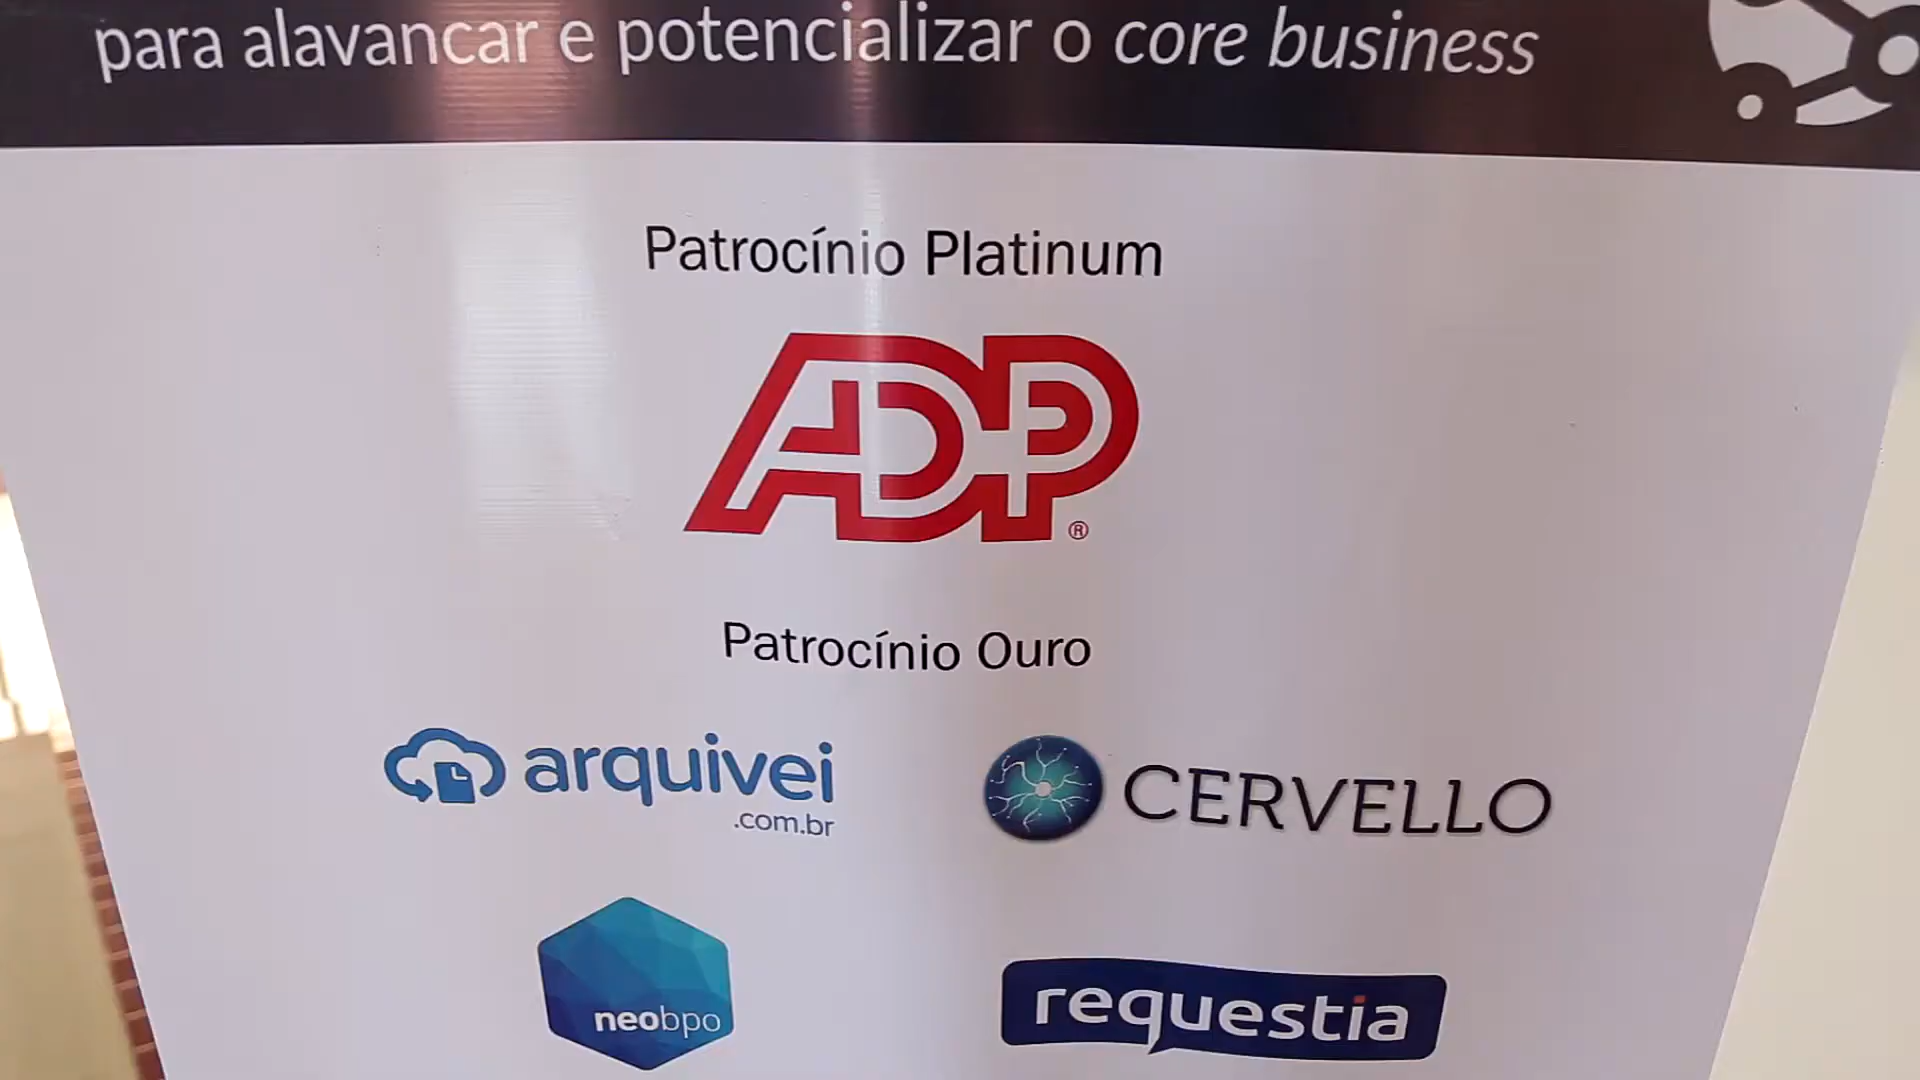 para alavancar e potencializar o core business
Patrocínio Platinum
ADP®
Patrocínio Ouro
arquivei
.com.br
CERVELLO
neobpo
requestia